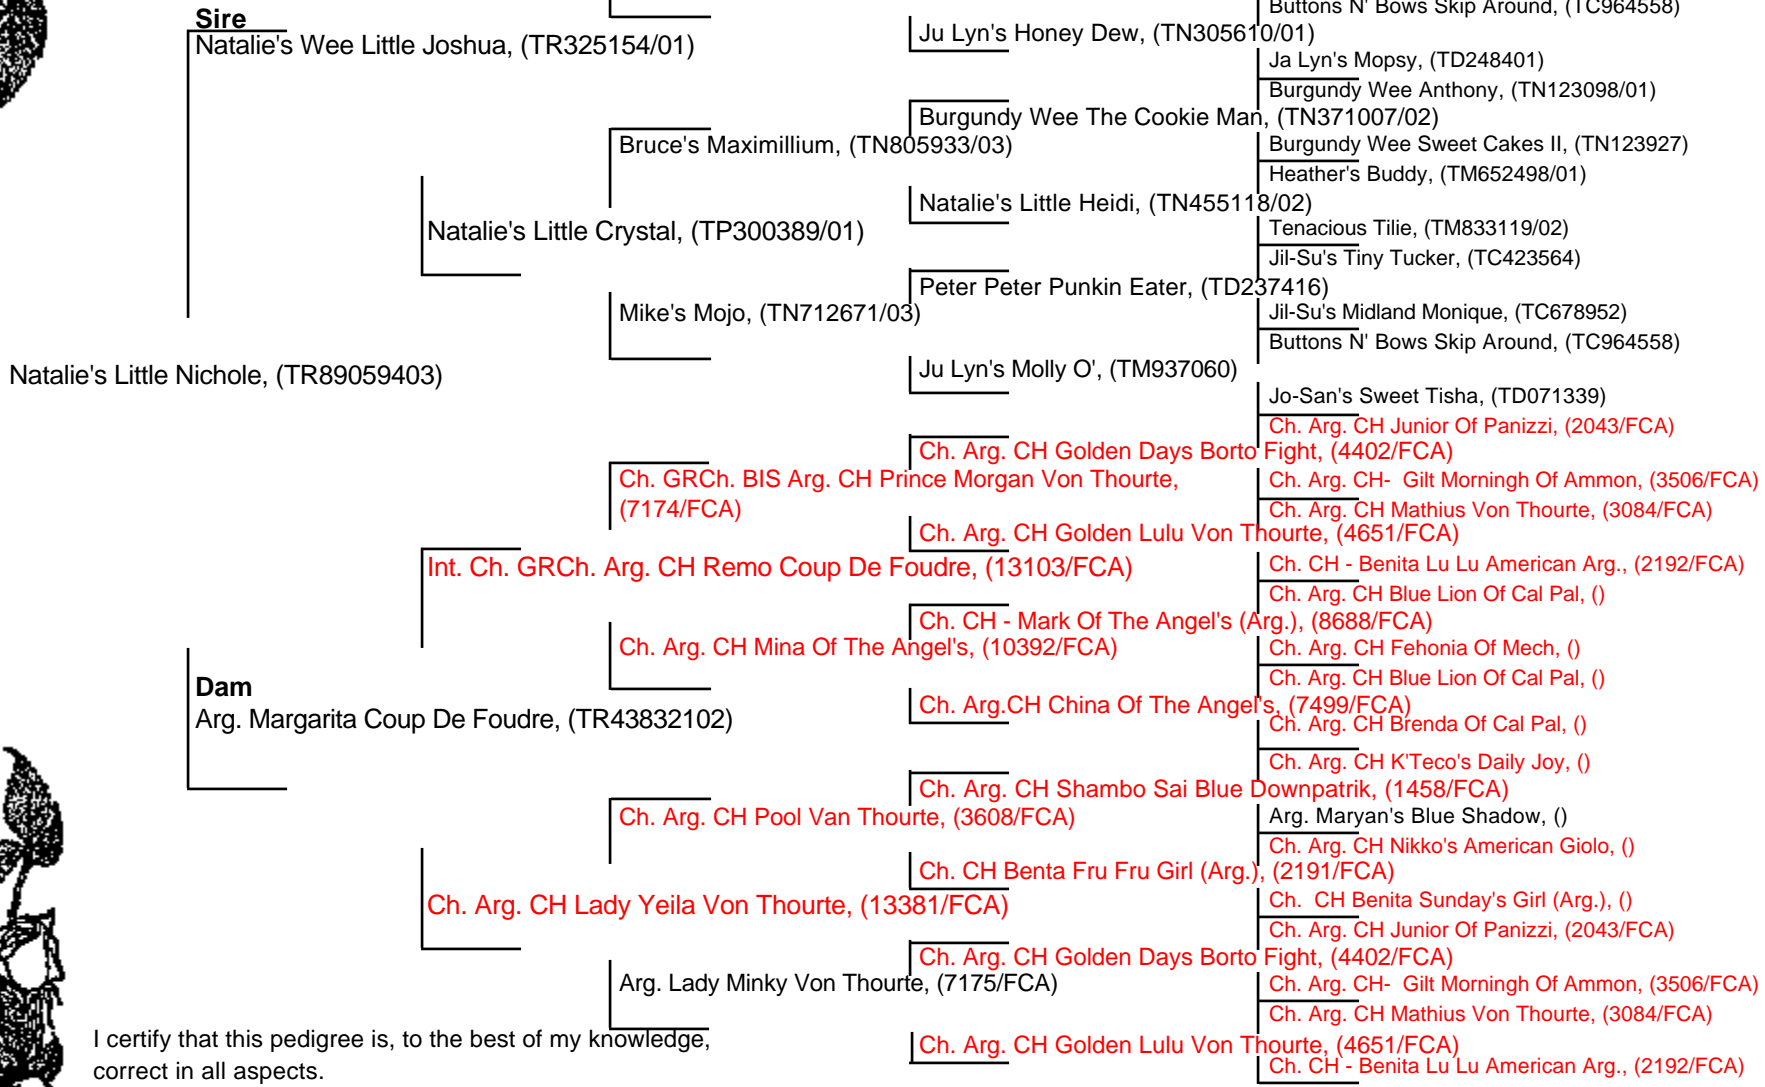 Sire
Natalie's Wee Little Joshua, (TR325154/01)
Natalie's Little Crystal, (TP300389/01)
Bruce's Maximillium, (TN805933/03)
Mike's Mojo, (TN712671/03)
Ju Lyn's Honey Dew, (TN305610/01)
Burgundy Wee The Cookie Man, (TN371007/02)
Natalie's Little Heidi, (TN455118/02)
Peter Peter Punkin Eater, (TD237416)
Ju Lyn's Molly O', (TM937060)
Buttons N' Bows Skip Around, (TC964558)
Ja Lyn's Mopsy, (TD248401)
Burgundy Wee Anthony, (TN123098/01)
Burgundy Wee Sweet Cakes II, (TN123927)
Heather's Buddy, (TM652498/01)
Tenacious Tilie, (TM833119/02)
Jil-Su's Tiny Tucker, (TC423564)
Jil-Su's Midland Monique, (TC678952)
Buttons N' Bows Skip Around, (TC964558)
Jo-San's Sweet Tisha, (TD071339)
Natalie's Little Nichole, (TR89059403)
Dam
Arg. Margarita Coup De Foudre, (TR43832102)
Int. Ch. GRCh. Arg. CH Remo Coup De Foudre, (13103/FCA)
Ch. Arg. CH Lady Yeila Von Thourte, (13381/FCA)
Ch. GRCh. BIS Arg. CH Prince Morgan Von Thourte,
(7174/FCA)
Ch. Arg. CH Mina Of The Angel's, (10392/FCA)
Ch. Arg. CH Pool Van Thourte, (3608/FCA)
Arg. Lady Minky Von Thourte, (7175/FCA)
Ch. Arg. CH Golden Days Borto Fight, (4402/FCA)
Ch. Arg. CH Golden Lulu Von Thourte, (4651/FCA)
Ch. CH - Mark Of The Angel's (Arg.), (8688/FCA)
Ch. Arg.CH China Of The Angel's, (7499/FCA)
Ch. Arg. CH Shambo Sai Blue Downpatrik, (1458/FCA)
Ch. CH Benta Fru Fru Girl (Arg.), (2191/FCA)
Ch. Arg. CH Golden Days Borto Fight, (4402/FCA)
Ch. Arg. CH Golden Lulu Von Thourte, (4651/FCA)
Ch. Arg. CH Junior Of Panizzi, (2043/FCA)
Ch. Arg. CH-  Gilt Morningh Of Ammon, (3506/FCA)
Ch. Arg. CH Mathius Von Thourte, (3084/FCA)
Ch. CH - Benita Lu Lu American Arg., (2192/FCA)
Ch. Arg. CH Blue Lion Of Cal Pal, ()
Ch. Arg. CH Fehonia Of Mech, ()
Ch. Arg. CH Blue Lion Of Cal Pal, ()
Ch. Arg. CH Brenda Of Cal Pal, ()
Ch. Arg. CH K'Teco's Daily Joy, ()
Arg. Maryan's Blue Shadow, ()
Ch. Arg. CH Nikko's American Giolo, ()
Ch.  CH Benita Sunday's Girl (Arg.), ()
Ch. Arg. CH Junior Of Panizzi, (2043/FCA)
Ch. Arg. CH-  Gilt Morningh Of Ammon, (3506/FCA)
Ch. Arg. CH Mathius Von Thourte, (3084/FCA)
Ch. CH - Benita Lu Lu American Arg., (2192/FCA)
I certify that this pedigree is, to the best of my knowledge,
correct in all aspects.